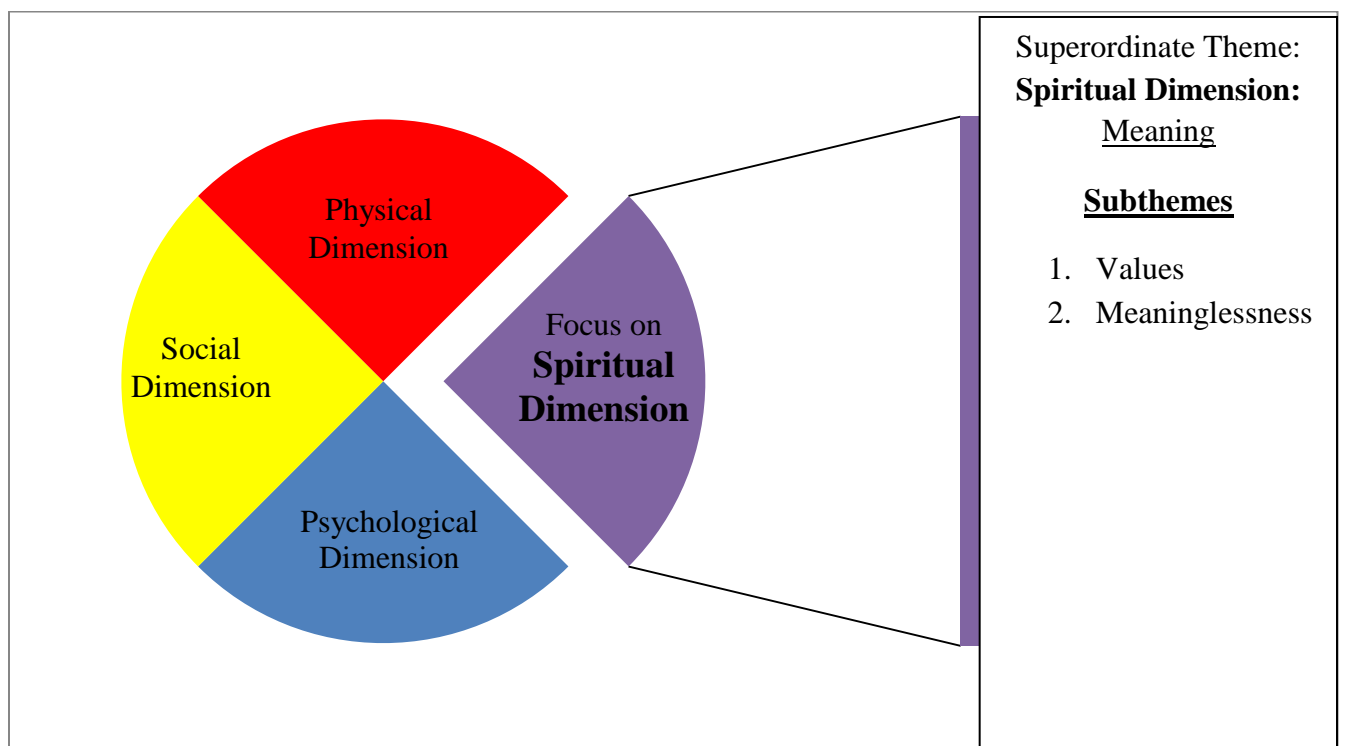 Physical
Dimension
Social
Dimension
Psychological
Dimension
Focus on
Spiritual
Dimension
Superordinate Theme:
Spiritual Dimension:
Meaning
Subthemes
1. Values
2. Meaninglessness